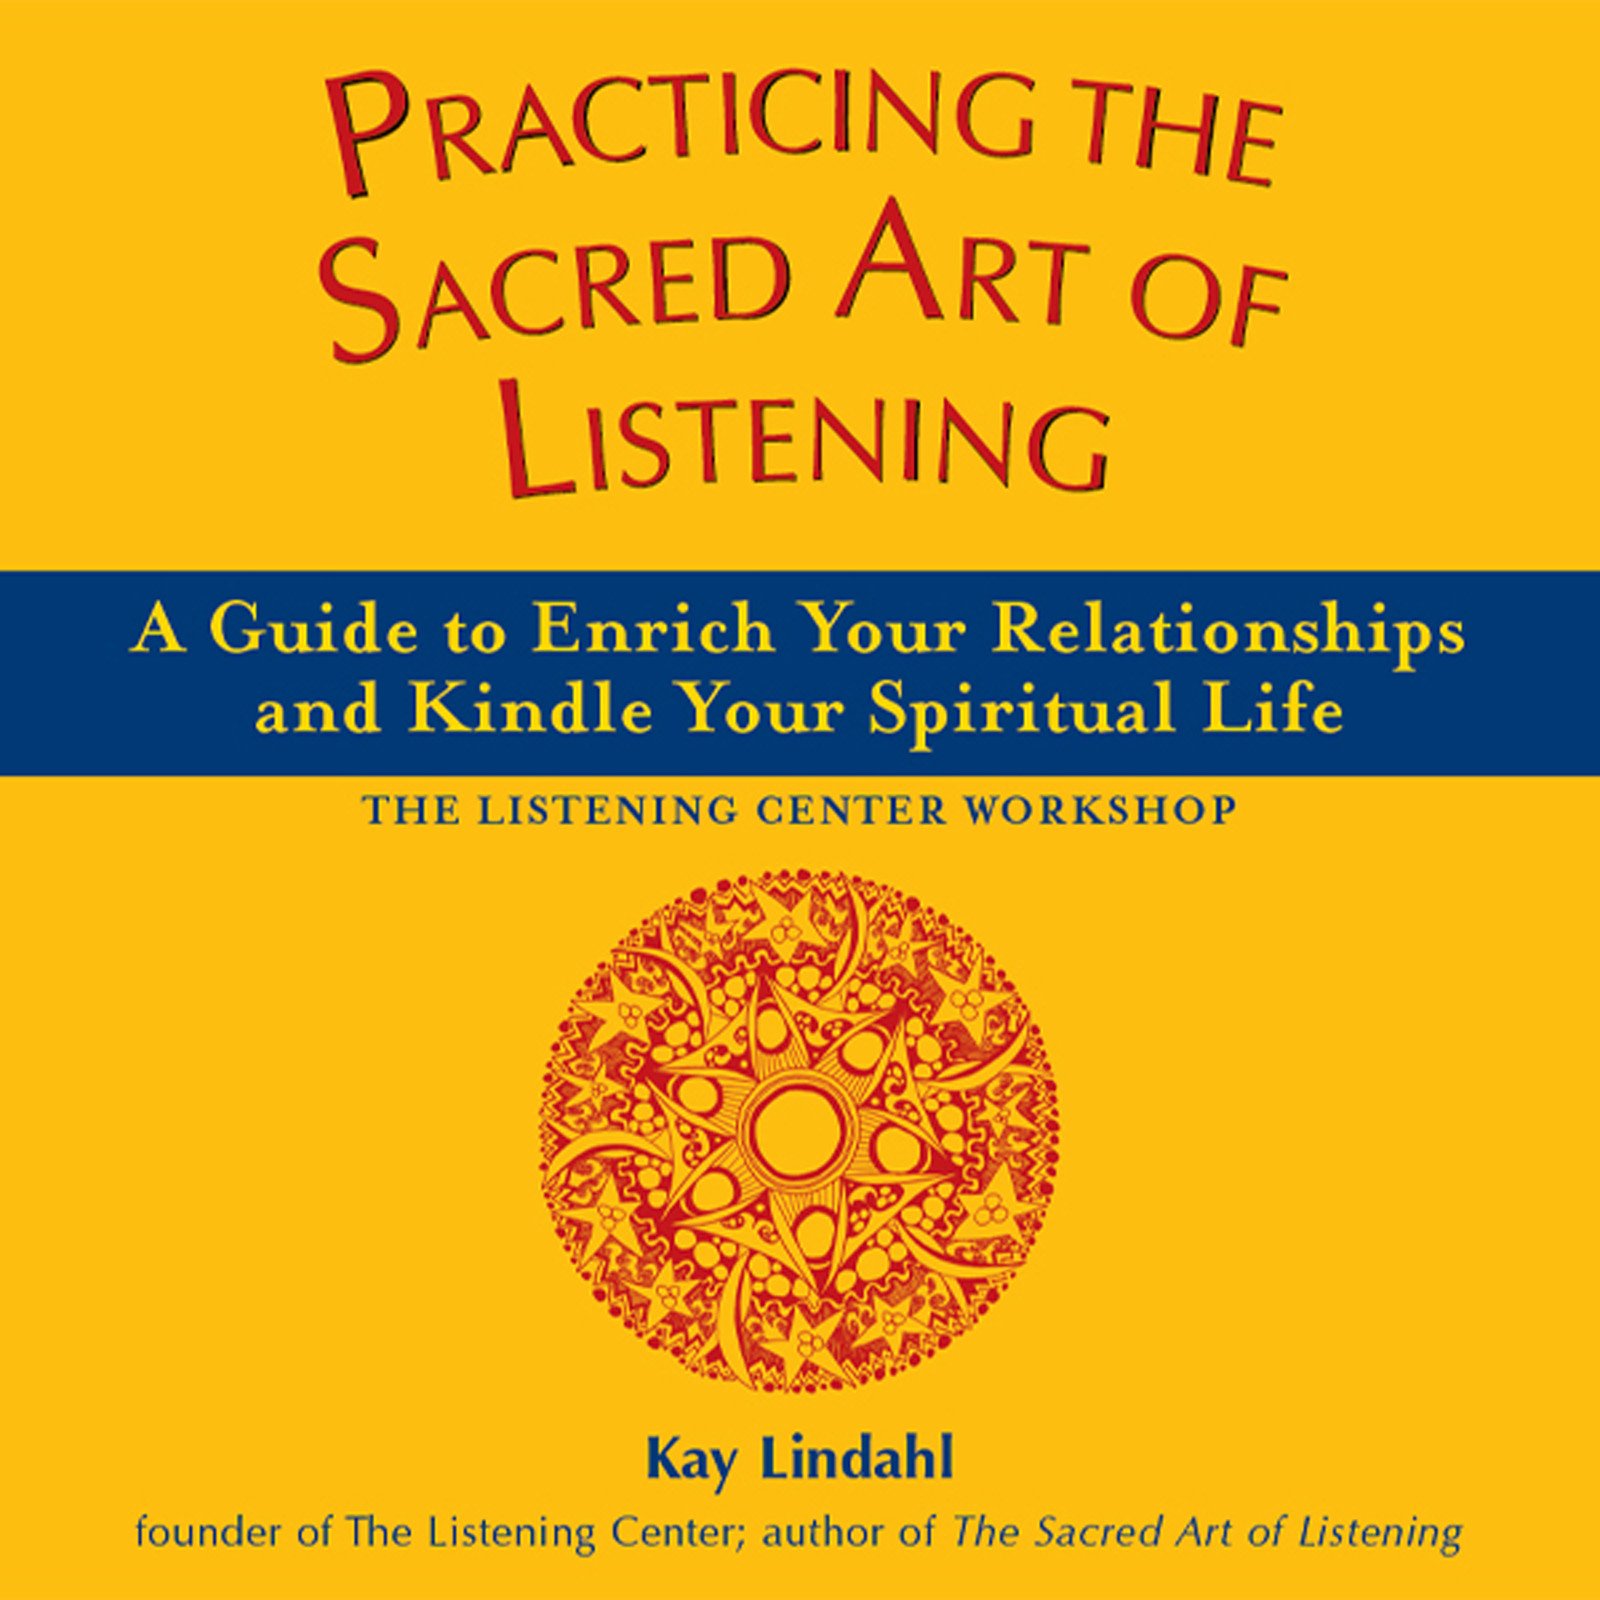 PRACTICING THE
SACRED ART OF
LISTENING
A Guide to Enrich Your Relationships
and Kindle Your Spiritual Life
THE LISTENING CENTER WORKSHOP
Kay Lindahl
founder of The Listening Center; author of The Sacred Art of Listening